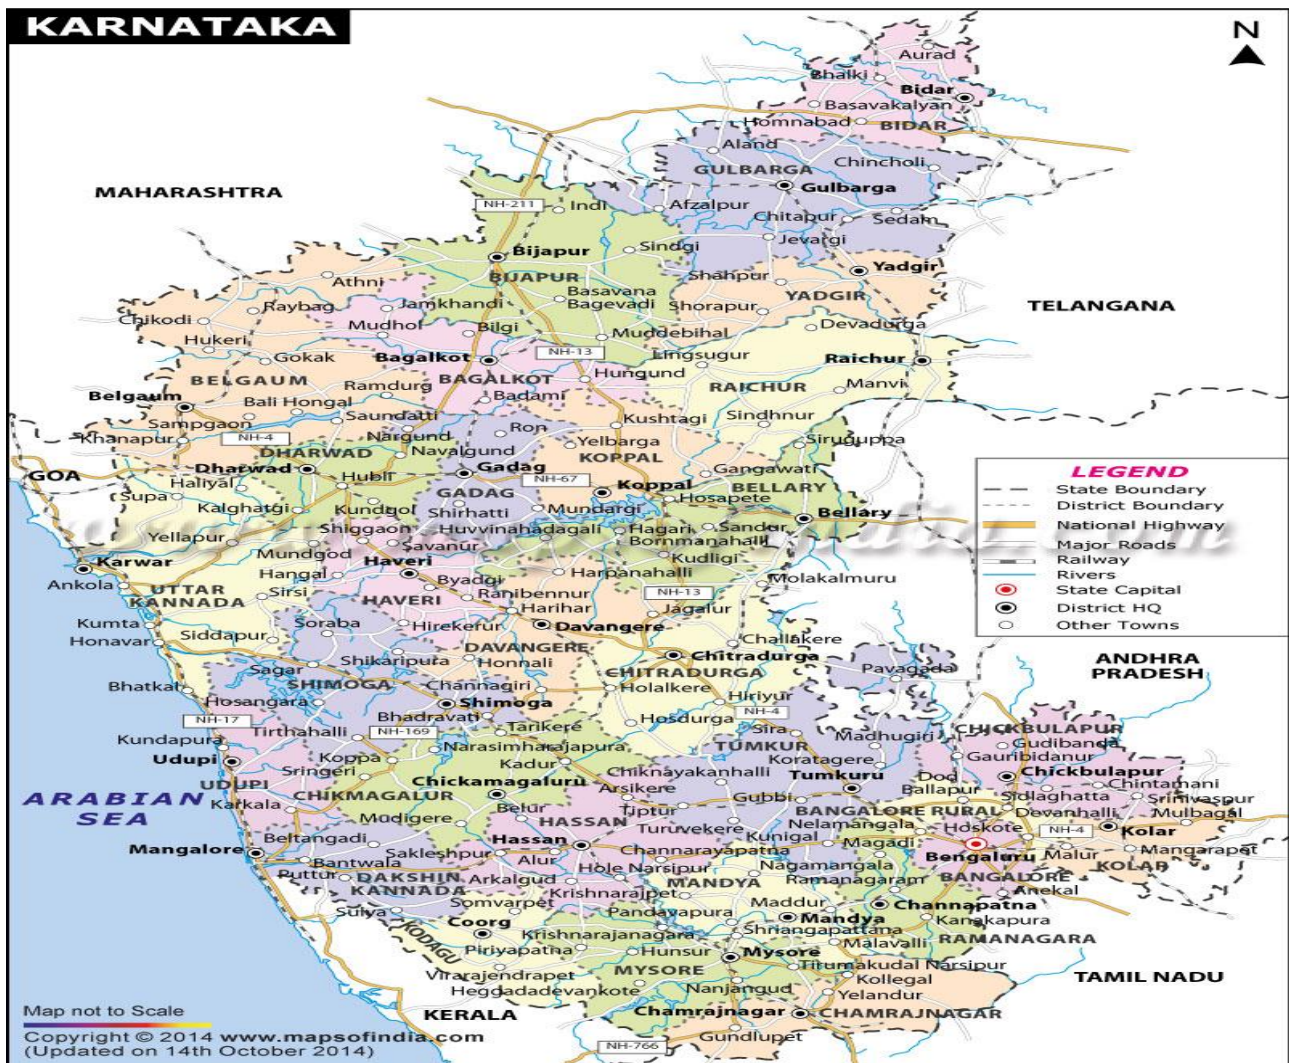 KARNATAKA
N
Aurad
Bhalki
Bidar
Basavakalyan
Homnabad
BIDAR
Aland
Chincholi
GULBARGA
Gulbarga
MAHARASHTRA
NH-211
Indi
Afzalpur
Chitapur
Sedam
Jevargi
Bijapur
Sindgi
Yadgir
Athni
BIJAPUR
Shahpur
Basavana
Bagevadi
YADGIR
Raybag
Jamkhandi
Shorapur
TELANGANA
Chikodi
Mudhol
Bilgi
Muddebihal
Devadurga
Hukeri
Gokak
Bagalkot
NH-13
Lingsugur
Raichur
BELGAUM
BAGALKOT
Hungund
RAICHUR
Manvi
Ramdurg
Belgaum
Bali Hongal
Badami
Sampgaon
Saundatti
Kushtagi
Sindhnur
Khanapur
NH-4
Nargund
Ron
Yelbarga
Siruguppa
DHARWAD
Navalgund
KOPPAL
GOA
Dharwad
Gadag
Gangawati
Haliyal
Hubli
NH-67
Koppal
BELLARY
Supa
GADAG
Hosapete
Kalghatgi
Kundgol
Shirhatti
Mundargi
Bellary
Shiggaon
Huvvinahadagali
Hagari
Sandur
Yellapur
Savanur
Bornmanahalli
Mundgod
Kudligi
Karwar
Haveri
Hangal
Byadgi
Harpanahalli
Molakalmuru
Ankola
UTTAR
KANNADA
Sirsi
HAVERI
Ranibennur
NH-13
Harihar
Jagalur
Kumta
Soraba
Hirekerur
Davangere
Honavar
Siddapur
Challakere
DAVANGERE
Shikaripura
Honnali
Chitradurga
Sagar
CHITRADURGA
Pavagada
Bhatkal
SHIMOGA
Channagiri
Holalkere
Hiriyur
Hosangara
Shimoga
NH-4
NH-17
Bhadravati
Hosdurga
Tirthahalli
NH-169
Tarikere
Sira
Kundapura
Narasimharajapura
TUMKUR
Madhugiri
Udupi
Koppa
Kadur
Koratagere
Sringeri
Chiknayakanhalli
Tumkuru
UDUPI
Chickamagaluru
Arsikere
CHIKMAGALUR
Karkala
Belur
Tiptur
Gubbi
Mudigere
HASSAN
Turuvekere
Beltangadi
Kunigal
Mangalore
Sakleshpur
Hassan
Bantwala
Alur
Channarayapatna
Puttur
DAKSHIN
KANNADA
Arkalgud
Hole Narsipur
Nagamangala
Krishnarajpet
MANDYA
Sulya
Somvarpet
Pandavapura
Maddur
Coorg
KODAGU
Krishnarajanagara
Mandya
Shriangapattana
Piriyapatna
Hunsur
Mysore
Malavalli
Virarajendrapet
MYSORE
Tirumakudal Narsipur
Heggadadevankote
Nanjangud
Kollegal
Yelandur
KERALA
Chamrajnagar
CHAMRAJNAGAR
Gundlupet
NH-766
ARABIAN
SEA
LEGEND
State Boundary
District Boundary
National Highway
Major Roads
Railway
Rivers
State Capital
District HQ
Other Towns
ANDHRA
PRADESH
CHICKBULAPUR
Gudibanda
Gauribidanur
Chickbulapur
Dod
Ballapur
Chintamani
Sidlaghatta
Srinivaspur
BANGALORE RURAL
Devanhalli
Mulbagal
Nelamangala
Hoskote
NH-4
Kolar
Magadi
Bengaluru
Malur
Mangarapet
KOLAR
BANGALORE
Ramanagaram
Anekal
Channapatna
Kanakapura
RAMANAGARA
TAMIL NADU
Map not to Scale
Copyright © 2014 www.mapsofindia.com
(Updated on 14th October 2014)